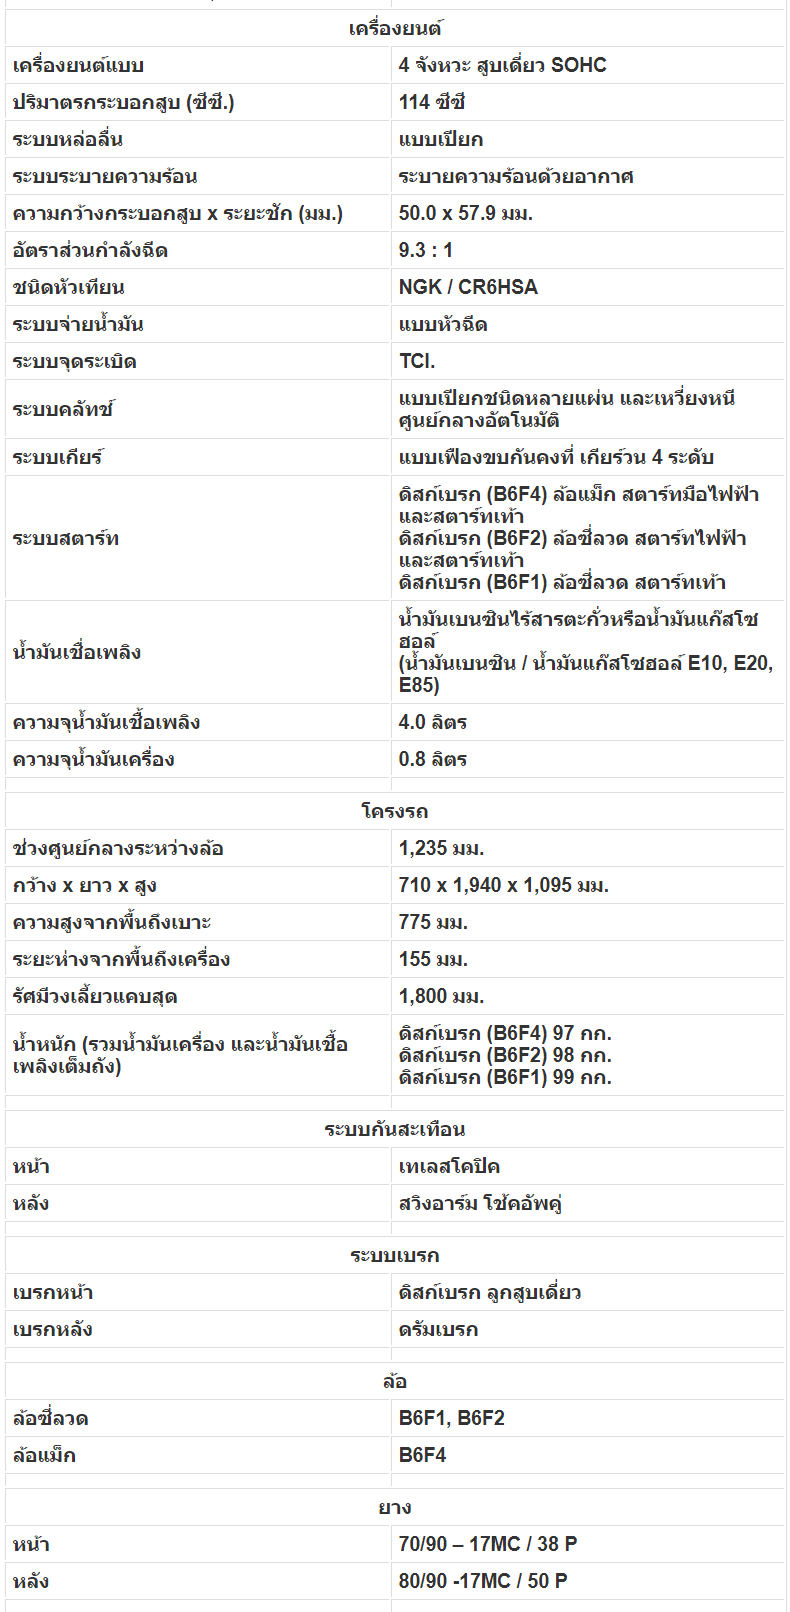 เครื่องยนต์
เครื่องยนต์แบบ
4 จังหวะ สูบเดี่ยว SOHC
ปริมาตรกระบอกสูบ (ซีซี.)
114 ซีซี
ระบบหล่อลื่น
แบบเปียก
ระบบระบายความร้อน
ระบายความร้อนด้วยอากาศ
ความกว้างกระบอกสูบ x ระยะชัก (มม.)
50.0 x 57.9 มม.
อัตราส่วนกำลังฉีด
9.3 : 1
ชนิดหัวเทียน
NGK / CR6HSA
ระบบจ่ายน้ำมัน
แบบหัวฉีด
ระบบจุดระเบิด
TCI.
ระบบคลัทช์
แบบเปียกชนิดหลายแผ่น และเหวี่ยงหนี
ศูนย์กลางอัตโนมัติ
ระบบเกียร์
แบบเฟืองขบกันคงที่ เกียร์วน 4 ระดับ
ระบบสตาร์ท
ดิสก์เบรก (B6F4) ล้อแม็ก สตาร์ทมือไฟฟ้า
และสตาร์ทเท้า
ดิสก์เบรก (B6F2) ล้อซี่ลวด สตาร์ทไฟฟ้า
และสตาร์ทเท้า
ดิสก์เบรก (B6F1) ล้อซี่ลวด สตาร์ทเท้า
น้ำมันเชื่อเพลิง
น้ำมันเบนซินไร้สารตะกั่วหรือน้ำมันแก๊สโซ
ฮอล์
(น้ำมันเบนซิน / น้ำมันแก๊สโซฮอล์ E10, E20,
E85)
ความจุน้ำมันเชื้อเพลิง
4.0 ลิตร
ความจุน้ำมันเครื่อง
0.8 ลิตร
โครงรถ
ช่วงศูนย์กลางระหว่างล้อ
1,235 มม.
กว้าง x ยาว x สูง
710 x 1,940 x 1,095 มม.
ความสูงจากพื้นถึงเบาะ
775 มม.
ระยะห่างจากพื้นถึงเครื่อง
155 มม.
รัศมีวงเลี้ยวแคบสุด
1,800 มม.
น้ำหนัก (รวมน้ำมันเครื่อง และน้ำมันเชื้อ
เพลิงเต็มถัง)
ดิสก์เบรก (B6F4) 97 กก.
ดิสก์เบรก (B6F2) 98 กก.
ดิสก์เบรก (B6F1) 99 กก.
ระบบกันสะเทือน
หน้า
เทเลสโคปิค
หลัง
สวิงอาร์ม โช้คอัพคู่
ระบบเบรก
เบรกหน้า
ดิสก์เบรก ลูกสูบเดี่ยว
เบรกหลัง
ดรัมเบรก
ล้อ
ล้อซี่ลวด
B6F1, B6F2
ล้อแม็ก
B6F4
ยาง
หน้า
70/90 – 17MC / 38 P
หลัง
80/90 -17MC / 50 P